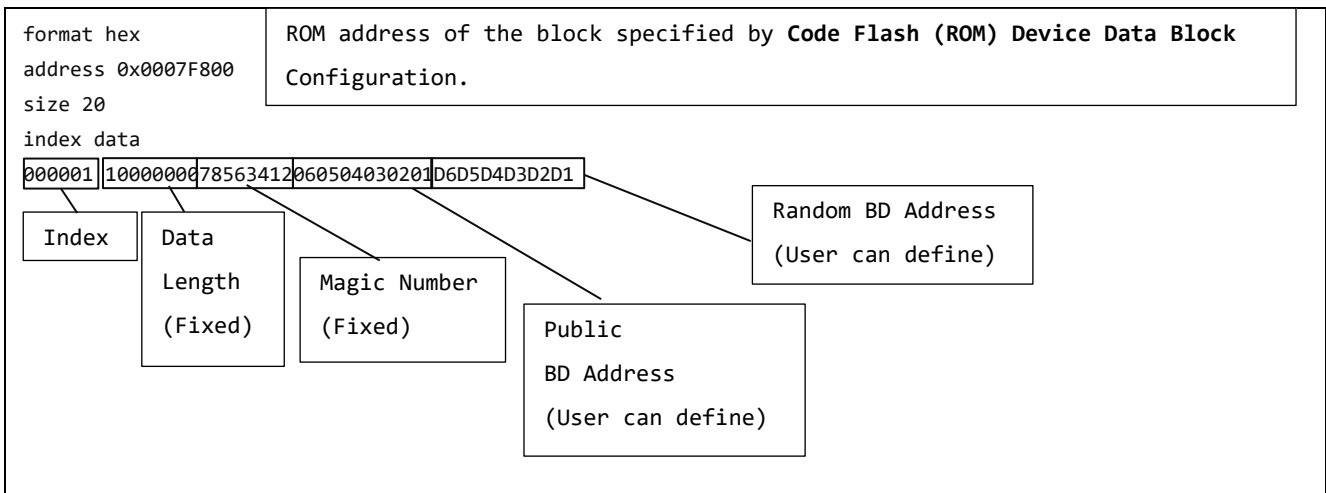 format hex
address 0x0007F800
size 20
index data
ROM address of the block specified by Code Flash (ROM) Device Data Block
Configuration.
000001 10000000 78563412 060504030201 D6D5D4D3D2D1
Index
Data
Length
(Fixed)
Magic Number
(Fixed)
Public
BD Address
(User can define)
Random BD Address
(User can define)